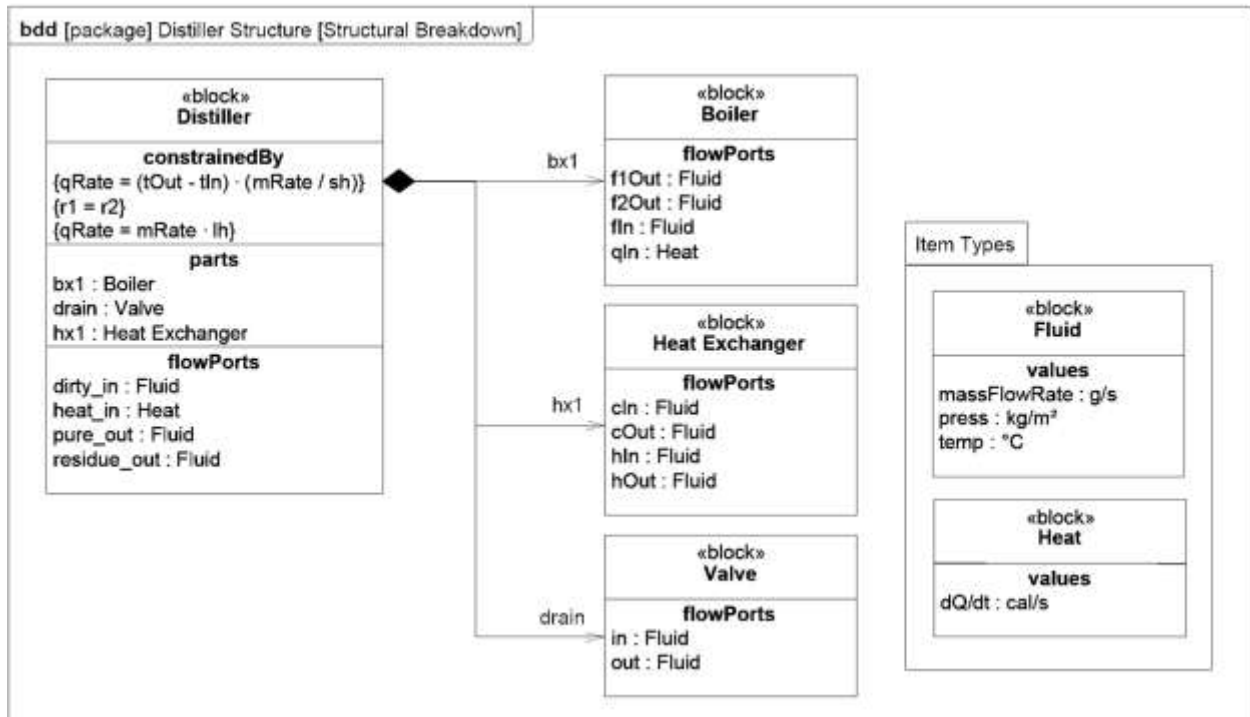 bdd [package] Distiller Structure [Structural Breakdown]
«block»
Distiller
constrainedBy
{qRate = (tOut - tIn) · (mRate / sh)}
{r1 = r2}
{qRate = mRate · lh}
parts
bx1 : Boiler
drain : Valve
hx1 : Heat Exchanger
flowPorts
dirty_in : Fluid
heat_in : Heat
pure_out : Fluid
residue_out : Fluid
bx1
«block»
Boiler
flowPorts
f1Out : Fluid
f2Out : Fluid
fIn : Fluid
qIn : Heat
hx1
«block»
Heat Exchanger
flowPorts
cIn : Fluid
cOut : Fluid
hIn : Fluid
hOut : Fluid
drain
«block»
Valve
flowPorts
in : Fluid
out : Fluid
Item Types
«block»
Fluid
values
massFlowRate : g/s
press : kg/m²
temp : °C
«block»
Heat
values
dQ/dt : cal/s